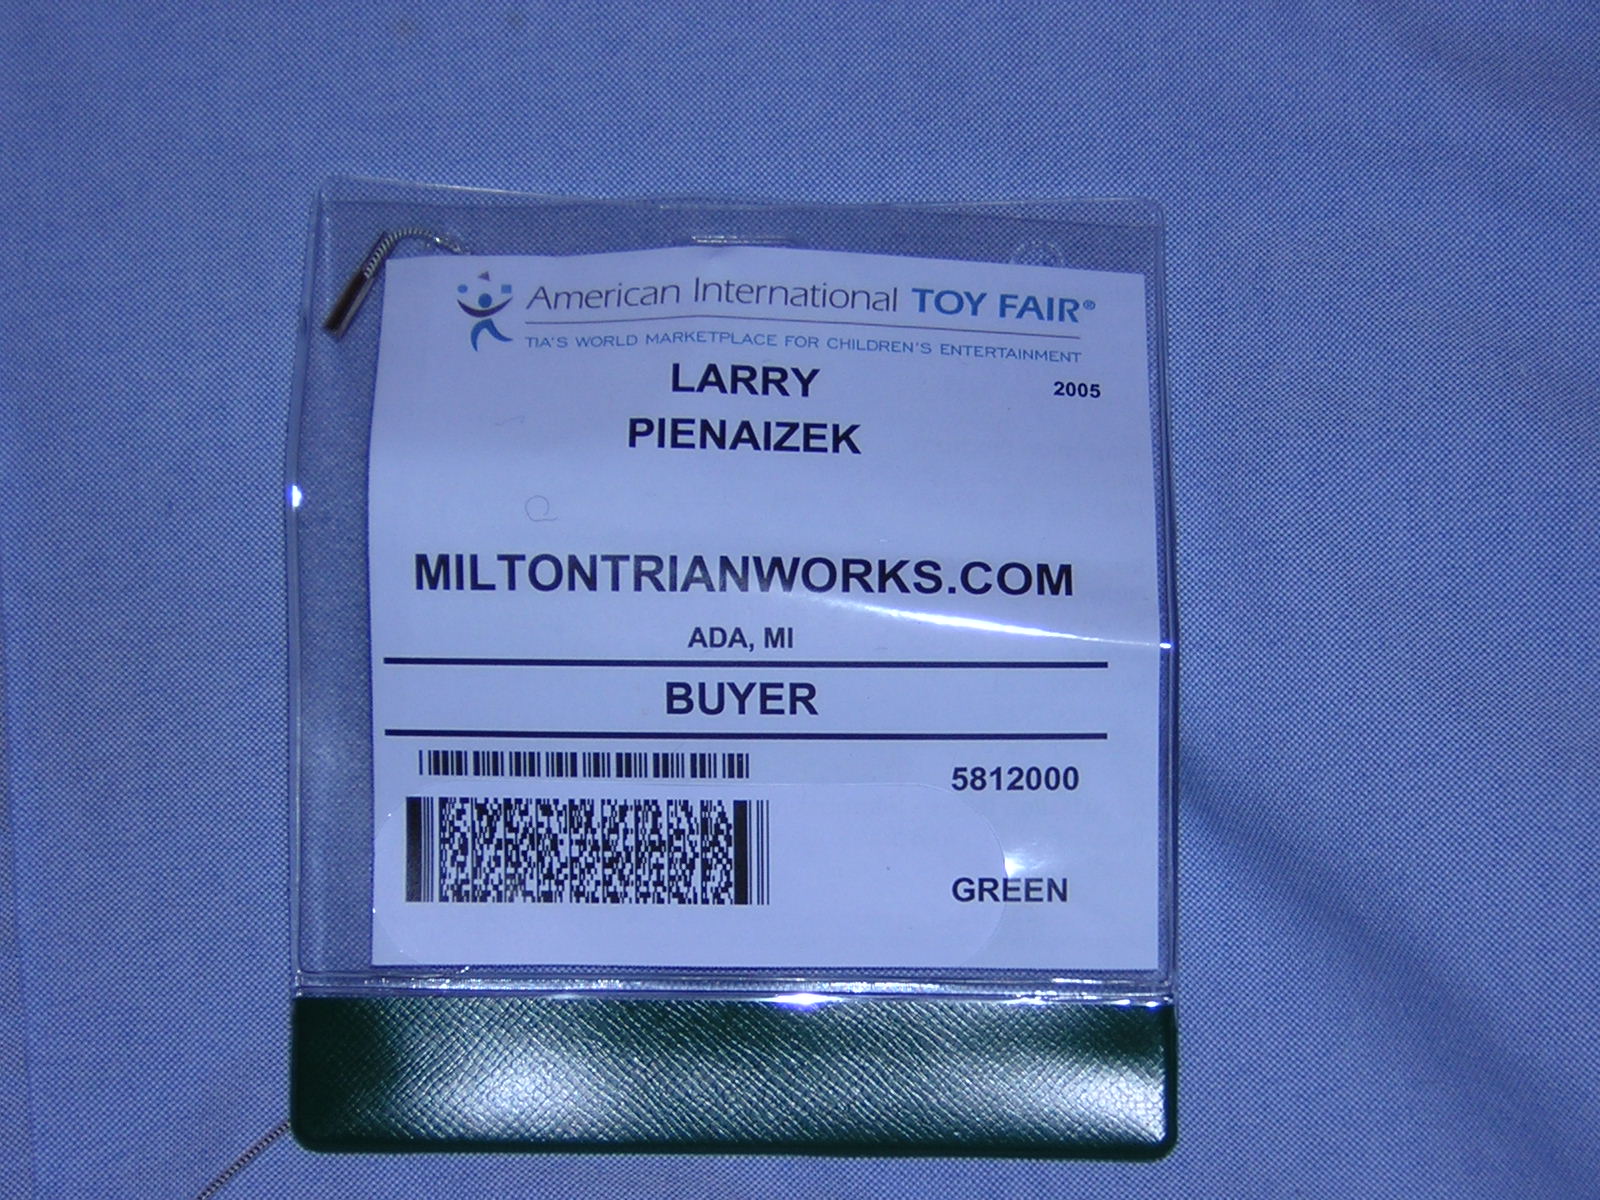 American International TOY FAIR®
TIA'S WORLD MARKETPLACE FOR CHILDREN'S ENTERTAINMENT
LARRY
2005
PIENAIZEK
MILTONTRIANWORKS.COM
ADA, MI
BUYER
5812000
GREEN